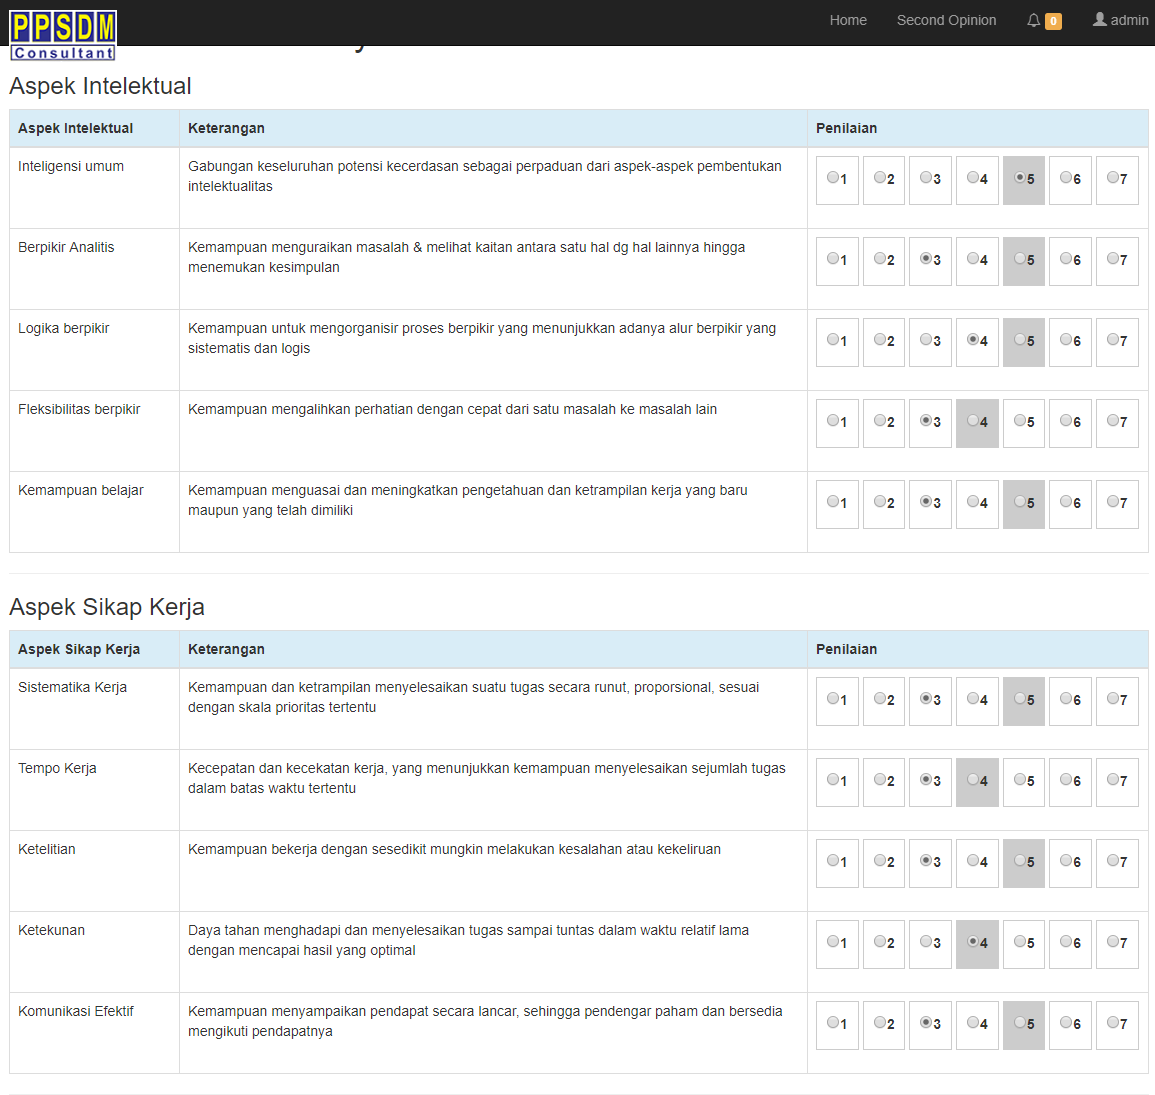 PPSDM
Consultant
Home Second Opinion 0 admin
Aspek Intelektual
Aspek Intelektual Keterangan Penilaian
Inteligensi umum Gabungan keseluruhan potensi kecerdasan sebagai perpaduan dari aspek-aspek pembentukan 1 2 3 4 5 6 7
intelektualitas
Berpikir Analitis Kemampuan menguraikan masalah & melihat kaitan antara satu hal dg hal lainnya hingga 1 2 3 4 5 6 7
menemukan kesimpulan
Logika berpikir Kemampuan untuk mengorganisir proses berpikir yang menunjukkan adanya alur berpikir yang 1 2 3 4 5 6 7
sistematis dan logis
Fleksibilitas berpikir Kemampuan mengalihkan perhatian dengan cepat dari satu masalah ke masalah lain 1 2 3 4 5 6 7
Kemampuan belajar Kemampuan menguasai dan meningkatkan pengetahuan dan ketrampilan kerja yang baru 1 2 3 4 5 6 7
maupun yang telah dimiliki
Aspek Sikap Kerja
Aspek Sikap Kerja Keterangan Penilaian
Sistematika Kerja Kemampuan dan ketrampilan menyelesaikan suatu tugas secara runut, proporsional, sesuai 1 2 3 4 5 6 7
dengan skala prioritas tertentu
Tempo Kerja Kecepatan dan kecekatan kerja, yang menunjukkan kemampuan menyelesaikan sejumlah tugas 1 2 3 4 5 6 7
dalam batas waktu tertentu
Ketelitian Kemampuan bekerja dengan sesedikit mungkin melakukan kesalahan atau kekeliruan 1 2 3 4 5 6 7
Ketekunan Daya tahan menghadapi dan menyelesaikan tugas sampai tuntas dalam waktu relatif lama 1 2 3 4 5 6 7
dengan mencapai hasil yang optimal
Komunikasi Efektif Kemampuan menyampaikan pendapat secara lancar, sehingga pendengar paham dan bersedia 1 2 3 4 5 6 7
mengikuti pendapatnya